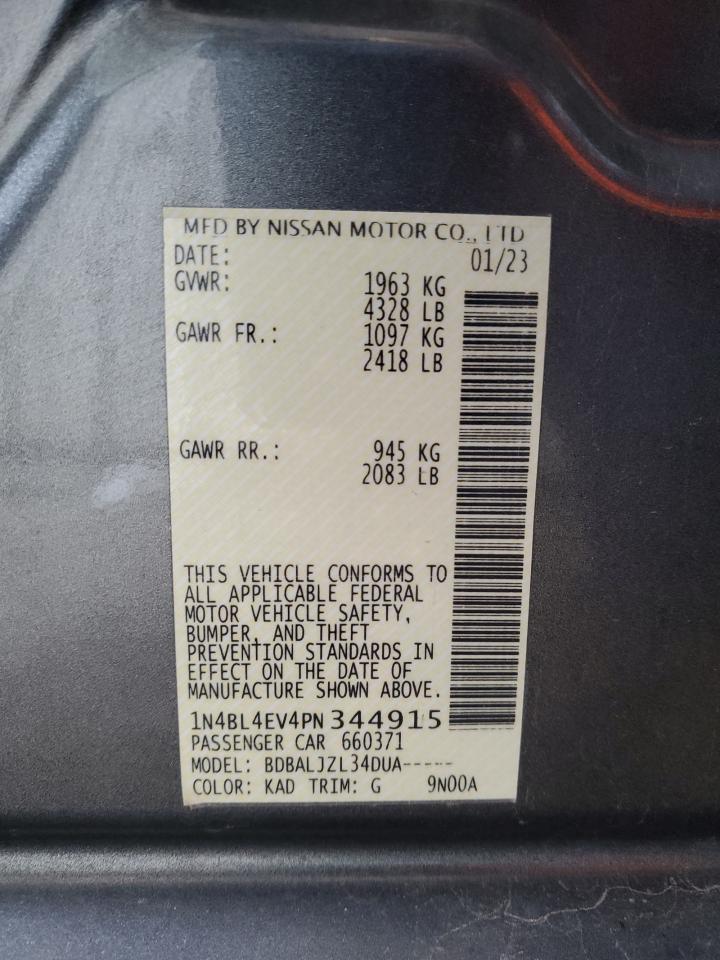 MFD BY NISSAN MOTOR CO., LTD
DATE: 01/23
GVWR: 1963 KG
4328 LB
GAWR FR.: 1097 KG
2418 LB
GAWR RR.: 945 KG
2083 LB
THIS VEHICLE CONFORMS TO
ALL APPLICABLE FEDERAL
MOTOR VEHICLE SAFETY,
BUMPER, AND THEFT
PREVENTION STANDARDS IN
EFFECT ON THE DATE OF
MANUFACTURE SHOWN ABOVE.
1N4BL4EV4PN344915
PASSENGER CAR 660371
MODEL: BDBALJZL34DUA-----
COLOR: KAD TRIM: G 9N00A